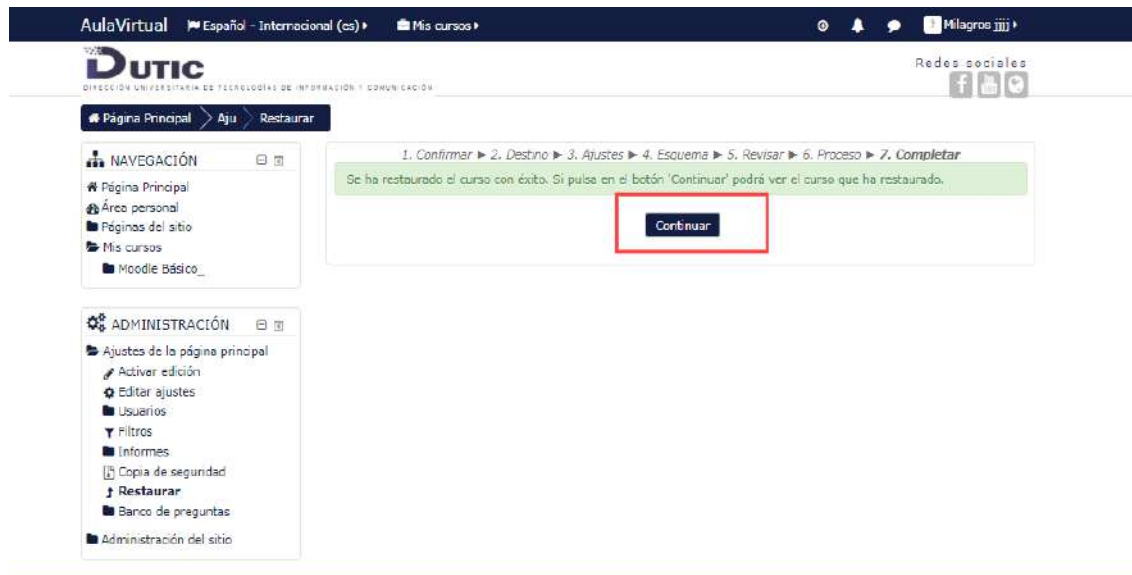 AulaVirtual Español - Internacional (es) Mis cursos Milagros jjjj
DUTIC
DIRECCIÓN UNIVERSITARIA DE TECNOLOGÍAS DE INFORMACIÓN Y COMUNICACIÓN
Redes sociales
Página Principal Aju Restaurar
NAVEGACIÓN
Página Principal
Área personal
Páginas del sitio
Mis cursos
Moodle Básico_
1. Confirmar ► 2. Destino ► 3. Ajustes ► 4. Esquema ► 5. Revisar ► 6. Proceso ► 7. Completar
Se ha restaurado el curso con éxito. Si pulsa en el botón 'Continuar' podrá ver el curso que ha restaurado.
Continuar
ADMINISTRACIÓN
Ajustes de la página principal
Activar edición
Editar ajustes
Usuarios
Filtros
Informes
Copia de seguridad
Restaurar
Banco de preguntas
Administración del sitio